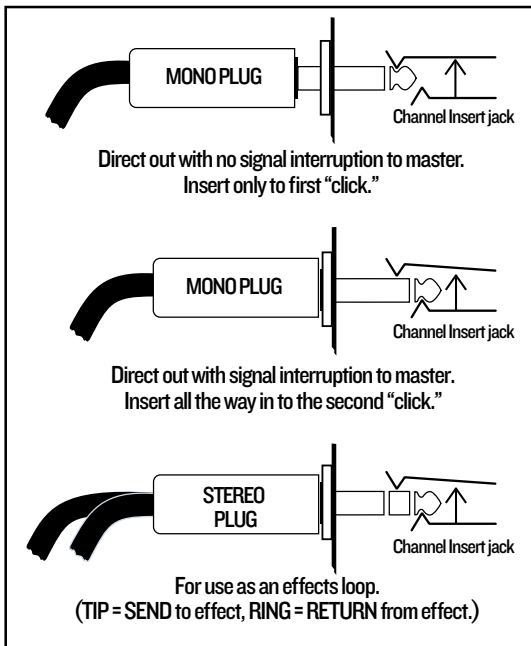 MONO PLUG
Channel Insert jack
Direct out with no signal interruption to master.
Insert only to first “click.”
MONO PLUG
Channel Insert jack
Direct out with signal interruption to master.
Insert all the way in to the second “click.”
STEREO
PLUG
Channel Insert jack
For use as an effects loop.
(TIP = SEND to effect, RING = RETURN from effect.)